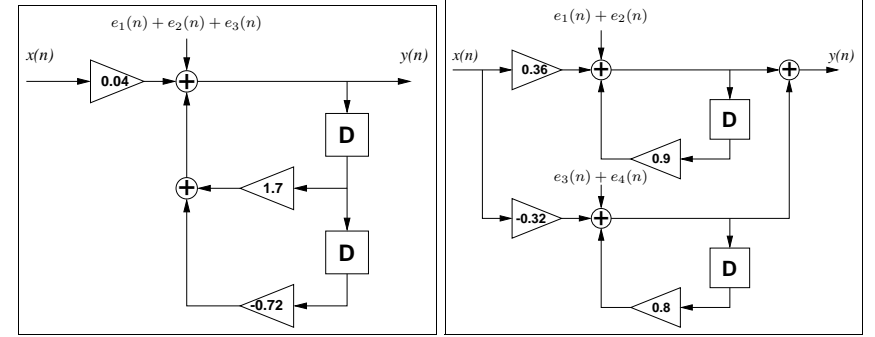 e₁(n) + e₂(n) + e₃(n)
x(n)
y(n)
0.04
+
D
+
1.7
D
-0.72
e₁(n) + e₂(n)
x(n)
y(n)
0.36
+
+
D
0.9
e₃(n) + e₄(n)
-0.32
+
D
0.8